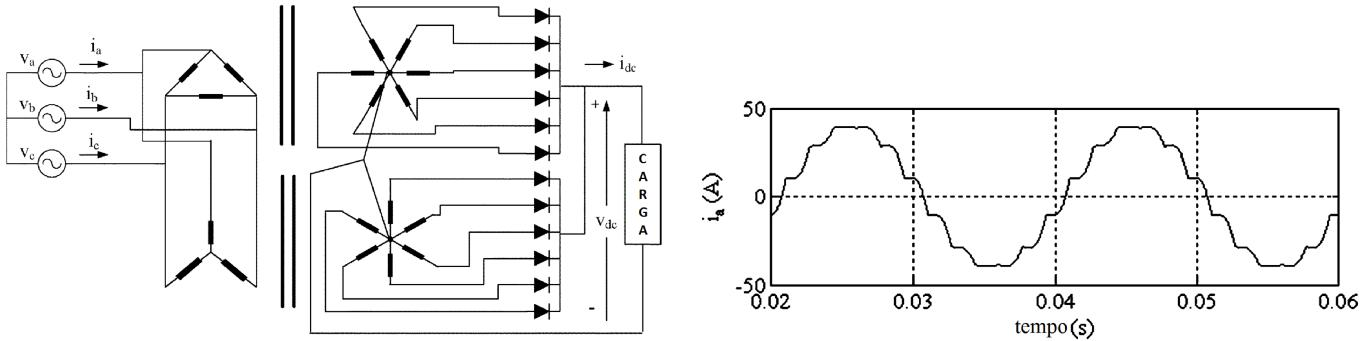 va
ia
vb
ib
vc
ic
idc
+
vdc
-
CARGA
ia (A)
50
0
-50
0.02
0.03
0.04
0.05
0.06
tempo(s)